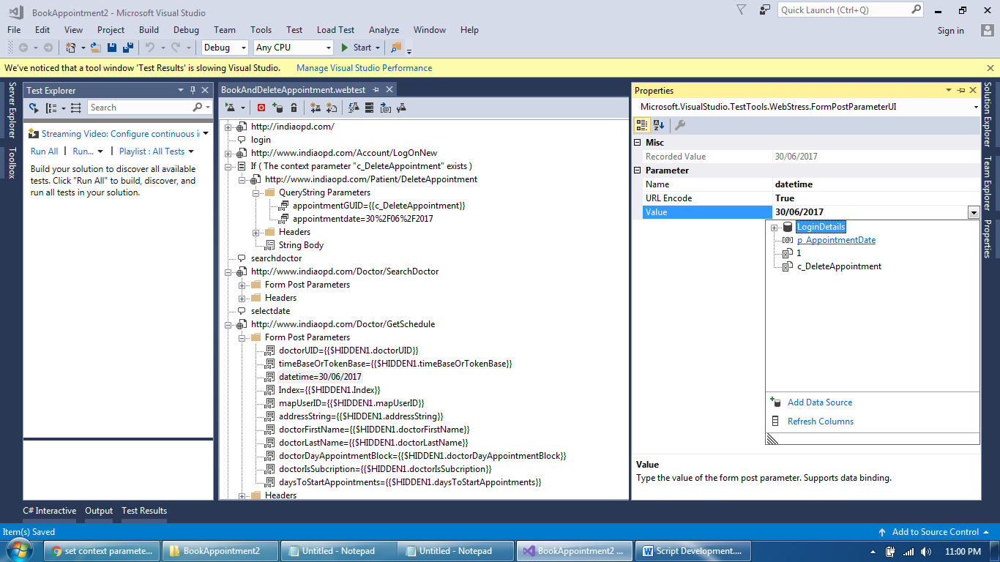 BookAppointment2 - Microsoft Visual Studio
Quick Launch (Ctrl+Q)
File Edit View Project Build Debug Team Tools Test Load Test Analyze Window Help
Sign in
Debug Any CPU Start
We've noticed that a tool window 'Test Results' is slowing Visual Studio. Manage Visual Studio Performance
Server Explorer
Toolbox
Test Explorer
Search
Streaming Video: Configure continuous i
Run All | Run... | Playlist : All Tests
Build your solution to discover all available
tests. Click "Run All" to build, discover, and
run all tests in your solution.
BookAndDeleteAppointment.webtest
http://indiaopd.com/
login
http://www.indiaopd.com/Account/LogOnNew
If ( The context parameter "c_DeleteAppointment" exists )
http://www.indiaopd.com/Patient/DeleteAppointment
QueryString Parameters
appointmentGUID={{c_DeleteAppointment}}
appointmentdate=30%2F06%2F2017
Headers
String Body
searchdoctor
http://www.indiaopd.com/Doctor/SearchDoctor
Form Post Parameters
Headers
selectdate
http://www.indiaopd.com/Doctor/GetSchedule
Form Post Parameters
doctorUID={{$HIDDEN1.doctorUID}}
timeBaseOrTokenBase={{$HIDDEN1.timeBaseOrTokenBase}}
datetime=30/06/2017
Index={{$HIDDEN1.Index}}
mapUserID={{$HIDDEN1.mapUserID}}
addressString={{$HIDDEN1.addressString}}
doctorFirstName={{$HIDDEN1.doctorFirstName}}
doctorLastName={{$HIDDEN1.doctorLastName}}
doctorDayAppointmentBlock={{$HIDDEN1.doctorDayAppointmentBlock}}
doctorIsSubcription={{$HIDDEN1.doctorIsSubcription}}
daysToStartAppointments={{$HIDDEN1.daysToStartAppointments}}
Headers
Properties
Microsoft.VisualStudio.TestTools.WebStress.FormPostParameterUI
Misc
Recorded Value 30/06/2017
Parameter
Name datetime
URL Encode True
Value 30/06/2017
LoginDetails
p_AppointmentDate
1
c_DeleteAppointment
Add Data Source
Refresh Columns
Value
Type the value of the form post parameter. Supports data binding.
Solution Explorer
Team Explorer
Properties
C# Interactive Output Test Results
Item(s) Saved
Add to Source Control
set context paramete...
BookAppointment2
Untitled - Notepad
Untitled - Notepad
BookAppointment2 ...
Script Development....
11:00 PM